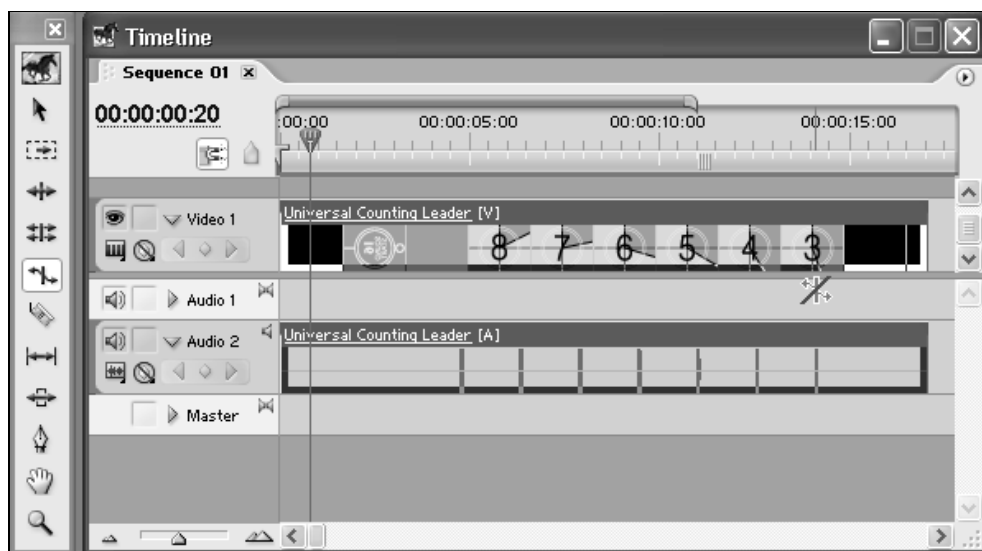 Timeline
Sequence 01
00:00:00:20
:00:00 00:00:05:00 00:00:10:00 00:00:15:00
Video 1
Universal Counting Leader [V]
8 7 6 5 4 3
Audio 1
Audio 2
Universal Counting Leader [A]
Master